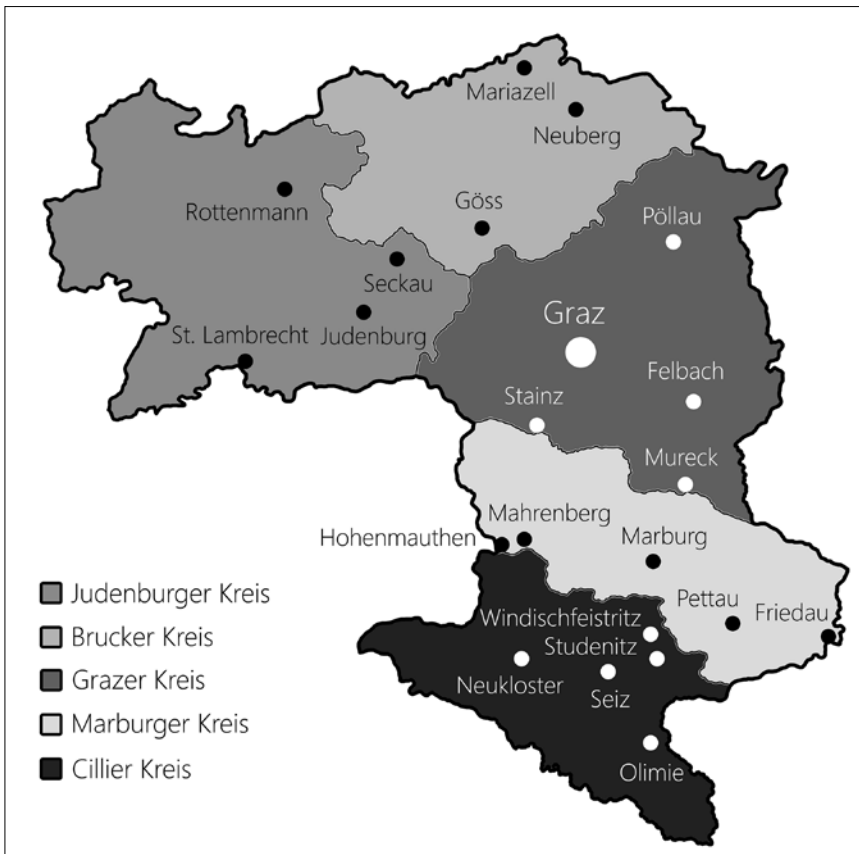 Mariazell
Neuberg
Rottenmann
Göss
Pöllau
Seckau
Graz
St. Lambrecht
Judenburg
Felbach
Stainz
Mureck
Mahrenberg
Hohenmauthen
Marburg
Pettau
Friedau
Windischfeistritz
Studenitz
Neukloster
Seiz
Olimie
Judenburger Kreis
Brucker Kreis
Grazer Kreis
Marburger Kreis
Cillier Kreis